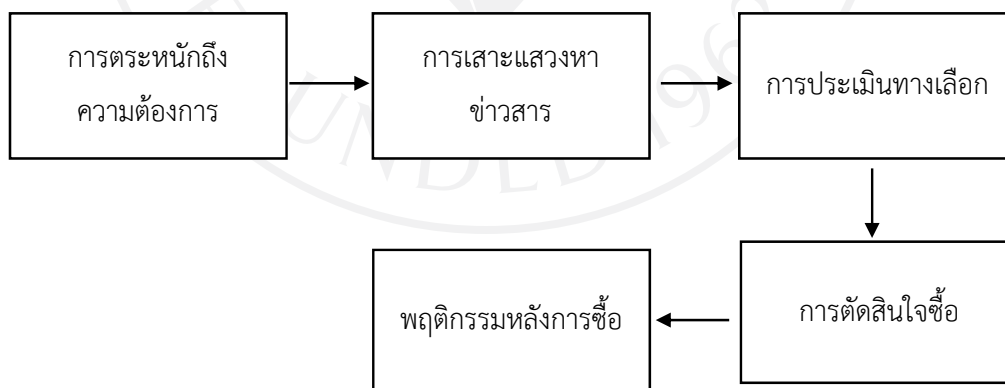 การตระหนักถึง
ความต้องการ
การเสาะแสวงหา
ข่าวสาร
การประเมินทางเลือก
การตัดสินใจซื้อ
พฤติกรรมหลังการซื้อ